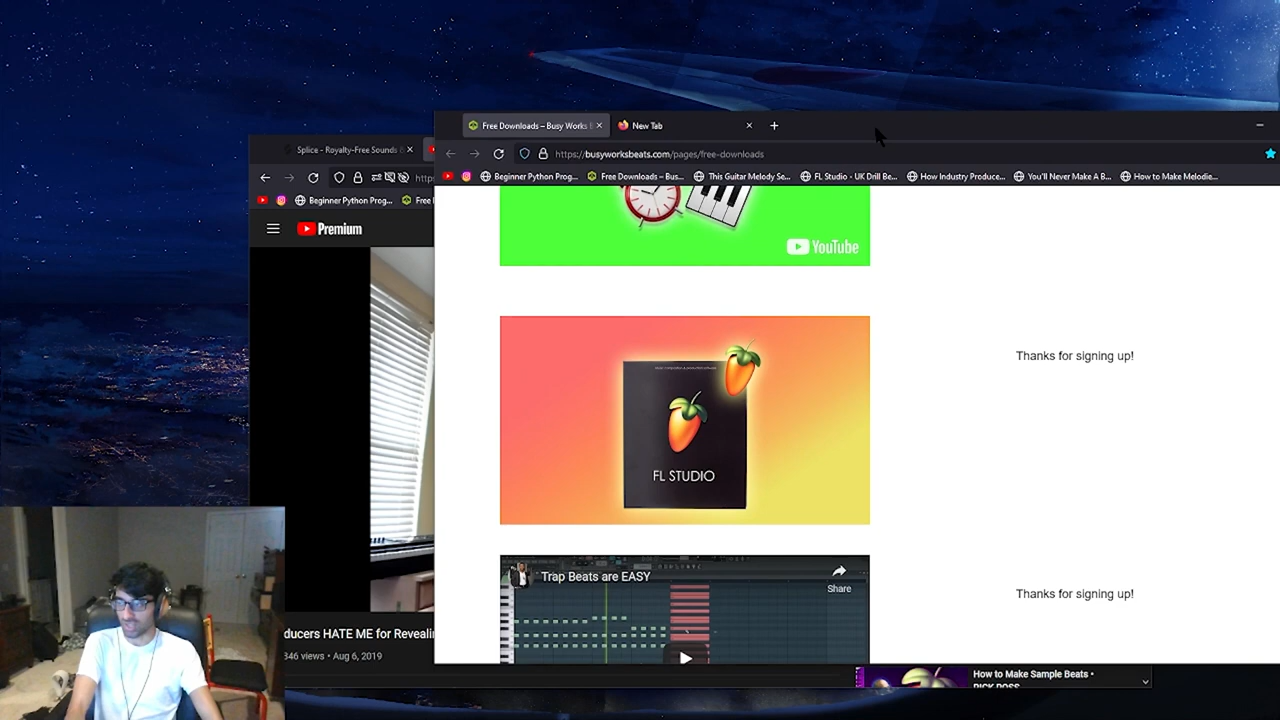 Splice - Royalty-Free Sounds &
Free Downloads – Busy Works B
New Tab
https://busyworksbeats.com/pages/free-downloads
http
Beginner Python Prog...
Free Downloads – Bus...
This Guitar Melody Se...
FL Studio - UK Drill Be...
How Industry Produce...
You'll Never Make A B...
How to Make Melodie...
Beginner Python Prog...
Premium
YouTube
FL STUDIO
Thanks for signing up!
Trap Beats are EASY
Share
Thanks for signing up!
ducers HATE ME for Reveali
views • Aug 6, 2019
How to Make Sample Beats •
RICK ROSS